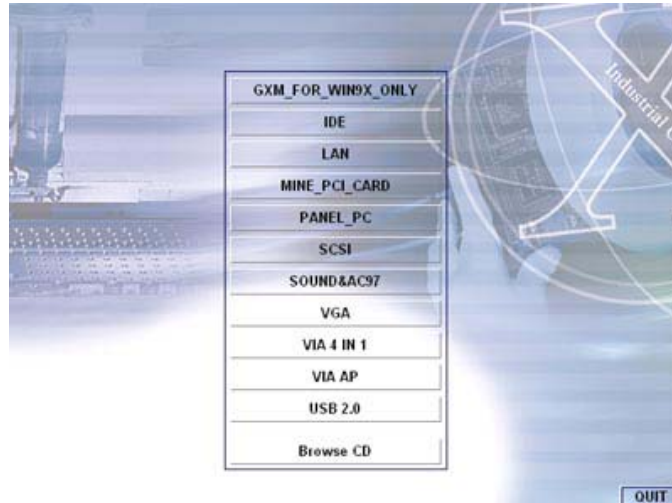 GXM_FOR_WIN9X_ONLY
IDE
LAN
MINE_PCI_CARD
PANEL_PC
SCSI
SOUND&AC97
VGA
VIA 4 IN 1
VIA AP
USB 2.0
Browse CD
Industrial
QUIT